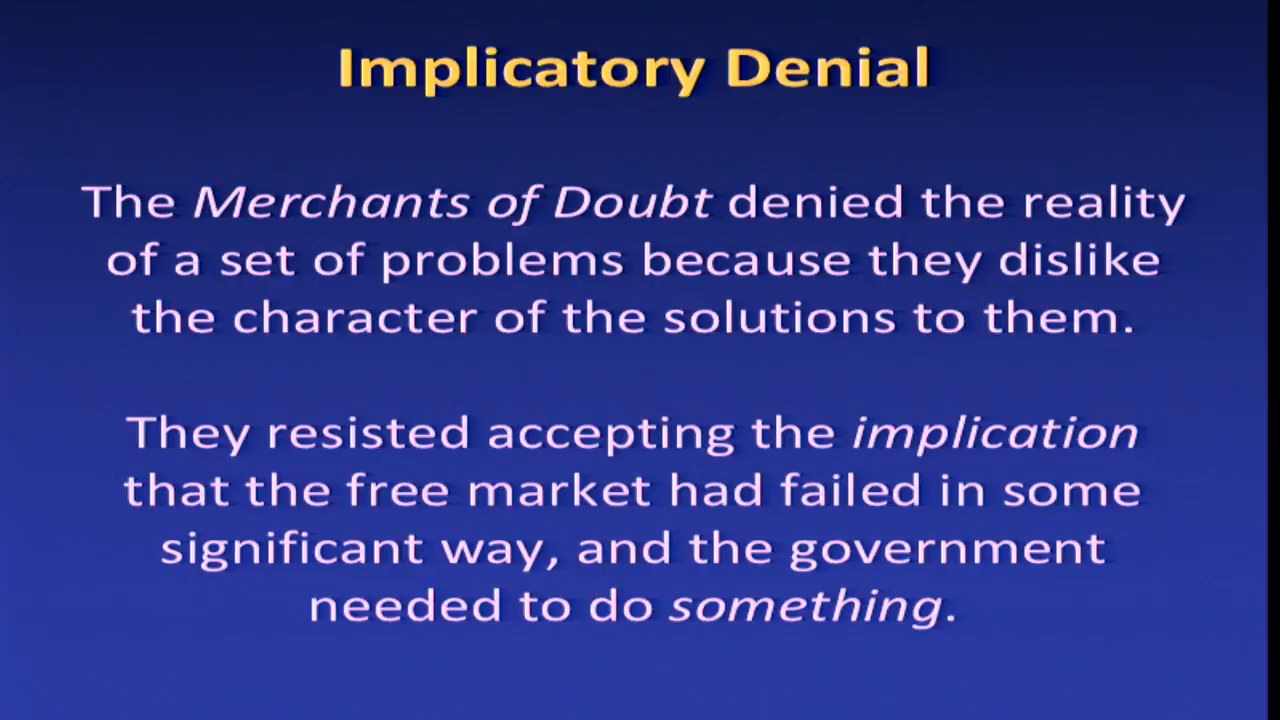 Implicatory Denial
The Merchants of Doubt denied the reality
of a set of problems because they dislike
the character of the solutions to them.
They resisted accepting the implication
that the free market had failed in some
significant way, and the government
needed to do something.